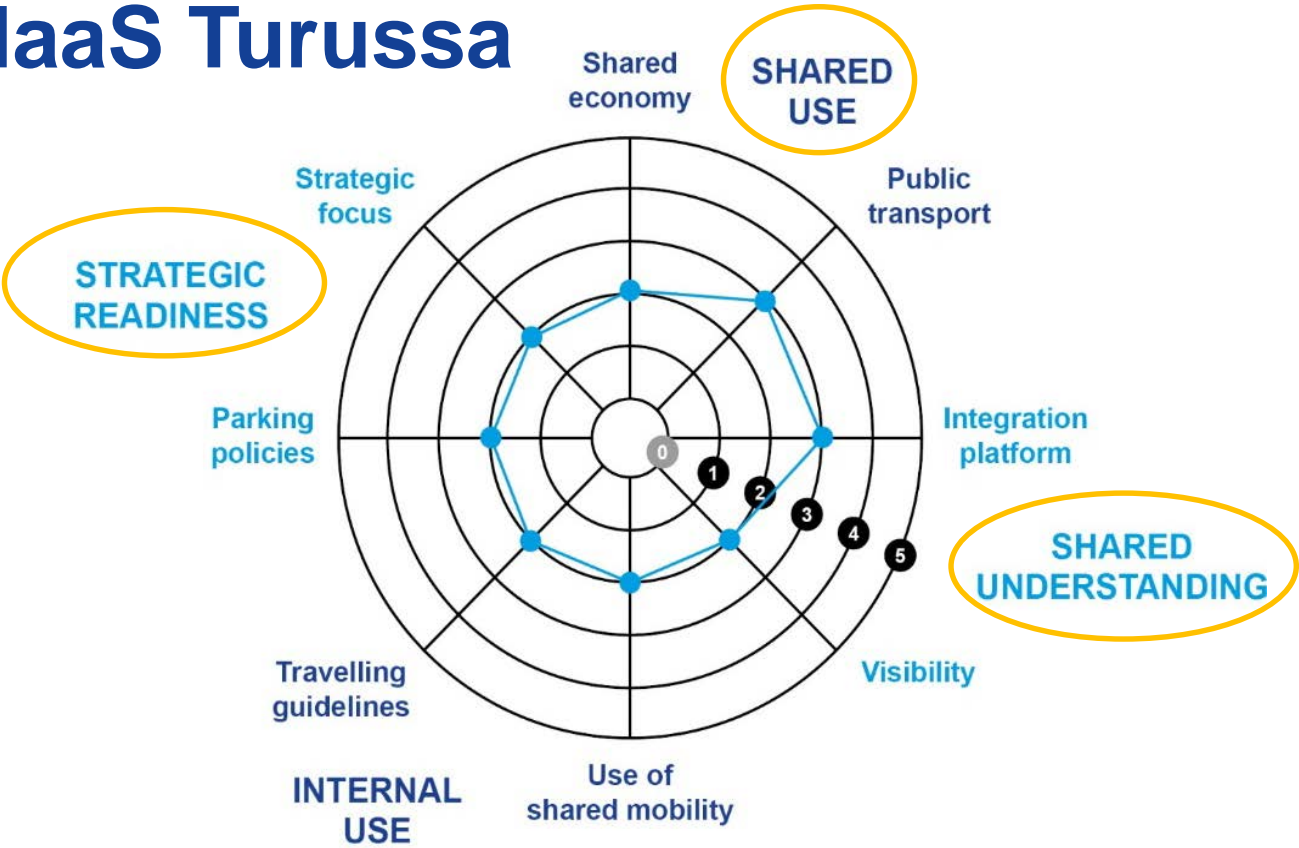 aaS Turussa
Shared
economy
SHARED
USE
Strategic
focus
Public
transport
STRATEGIC
READINESS
Parking
policies
Integration
platform
0
1
2
3
4
5
SHARED
UNDERSTANDING
Travelling
guidelines
Visibility
INTERNAL
USE
Use of
shared mobility